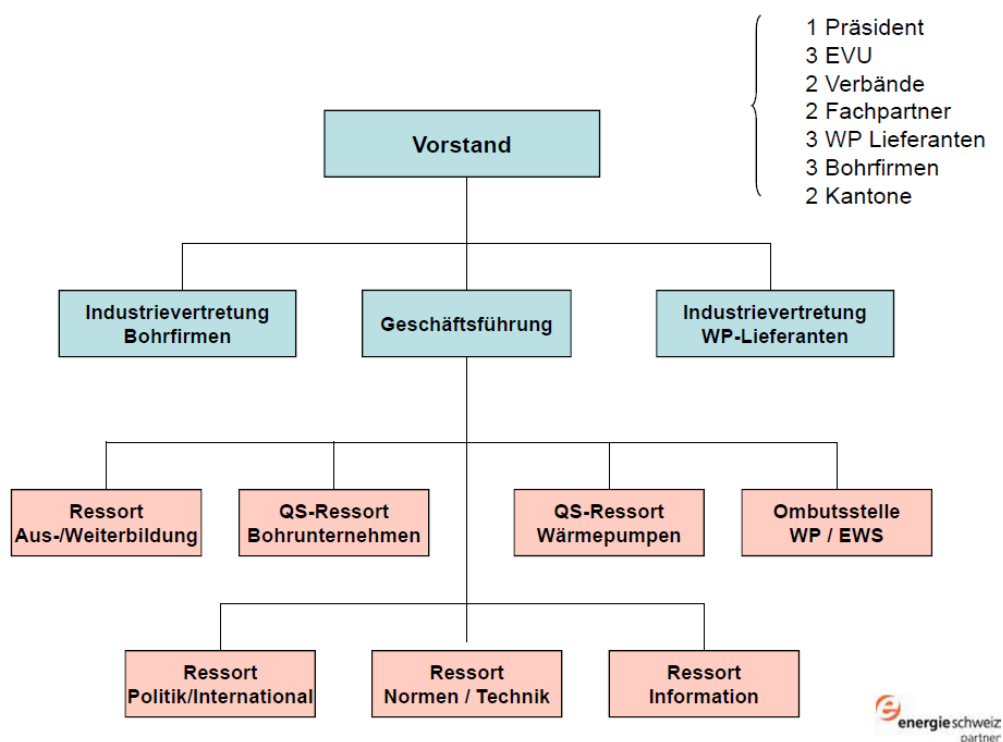 1 Präsident
3 EVU
2 Verbände
2 Fachpartner
3 WP Lieferanten
3 Bohrfirmen
2 Kantone
Vorstand
Industrievertretung
Bohrfirmen
Geschäftsführung
Industrievertretung
WP-Lieferanten
Ressort
Aus-/Weiterbildung
QS-Ressort
Bohrunternehmen
QS-Ressort
Wärmepumpen
Ombutsstelle
WP / EWS
Ressort
Politik/International
Ressort
Normen / Technik
Ressort
Information
energieschweiz
partner